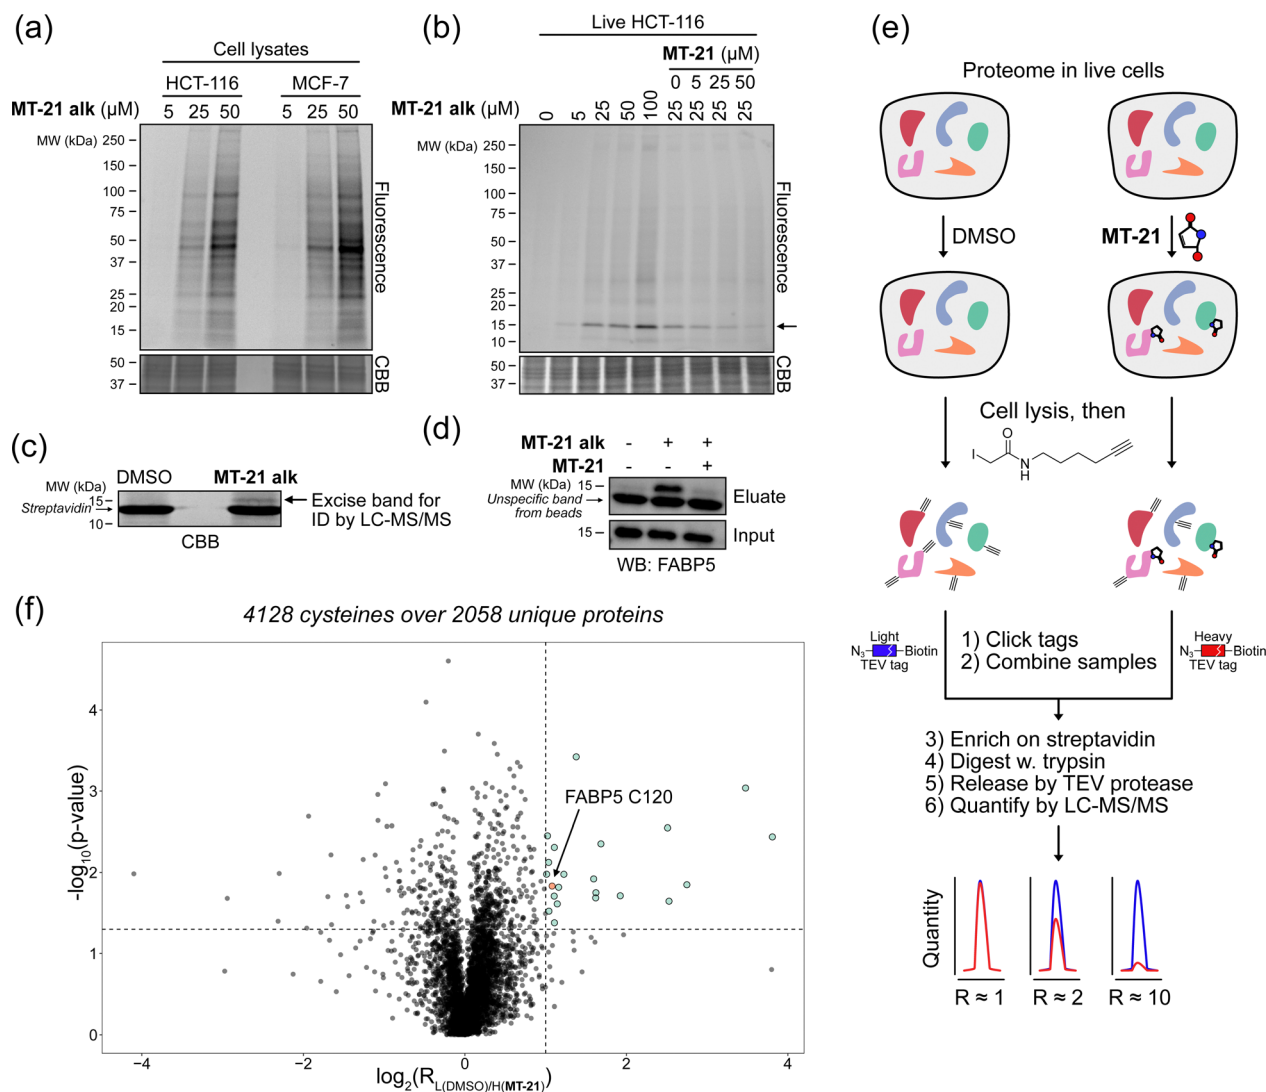 (a)
Cell lysates
HCT-116 MCF-7
MT-21 alk (µM) 5 25 50 5 25 50
MW (kDa)
250
150
100
75
50
37
25
20
15
Fluorescence
50
37
CBB
(b)
Live HCT-116
MT-21 (µM)
0 5 25 50
MT-21 alk (µM) 0 5 25 50 100 25 25 25 25
MW (kDa)
250
150
100
75
50
37
25
20
15
10
Fluorescence
50
37
CBB
(c)
DMSO MT-21 alk
MW (kDa)
15
Streptavidin
10
Excise band for
ID by LC-MS/MS
CBB
(d)
MT-21 alk - + +
MT-21 - - +
MW (kDa) 15
Unspecific band
from beads
Eluate
15
Input
WB: FABP5
(e)
Proteome in live cells
DMSO
MT-21
Cell lysis, then
O
I
N
H
Light
N3 Biotin
TEV tag
1) Click tags
2) Combine samples
Heavy
N3 Biotin
TEV tag
3) Enrich on streptavidin
4) Digest w. trypsin
5) Release by TEV protease
6) Quantify by LC-MS/MS
Quantity
R ≈ 1
R ≈ 2
R ≈ 10
(f)
4128 cysteines over 2058 unique proteins
FABP5 C120
-log10(p-value)
4
3
2
1
0
−4 −2 0 2 4
log2(RL(DMSO)/H(MT-21))